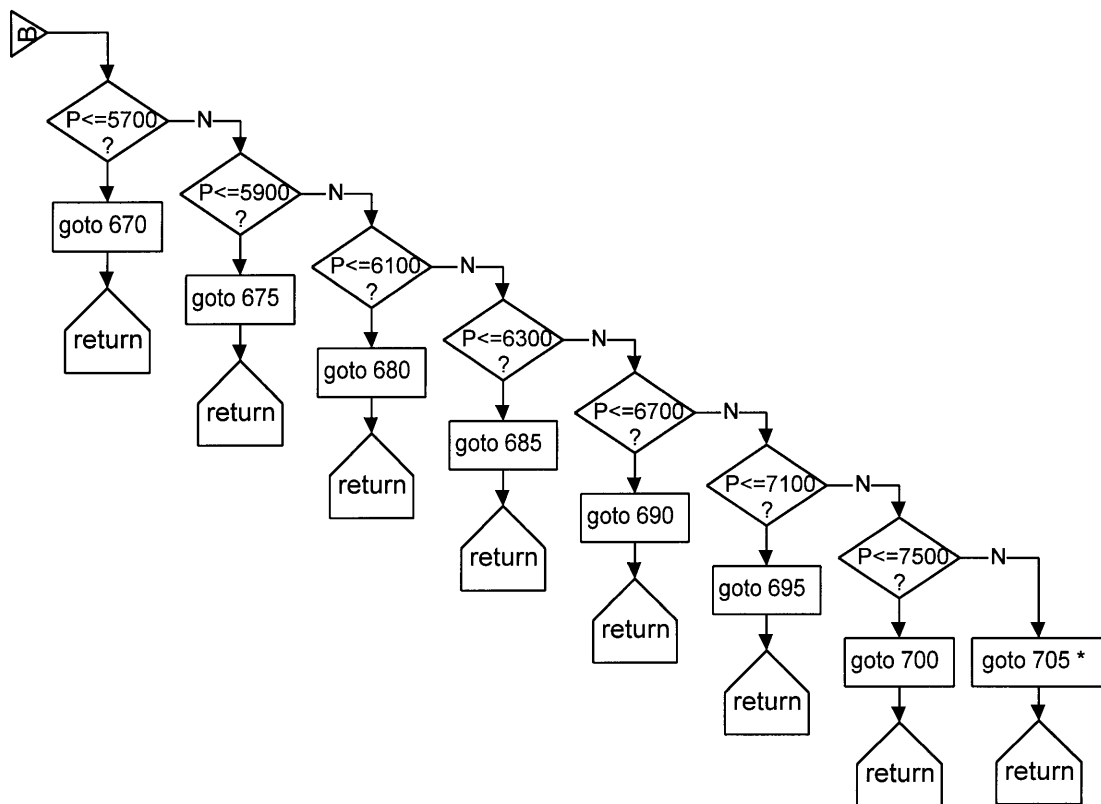 B
P<=5700
?
N
goto 670
return
P<=5900
?
N
goto 675
return
P<=6100
?
N
goto 680
return
P<=6300
?
N
goto 685
return
P<=6700
?
N
goto 690
return
P<=7100
?
N
goto 695
return
P<=7500
?
N
goto 700
return
goto 705 *
return